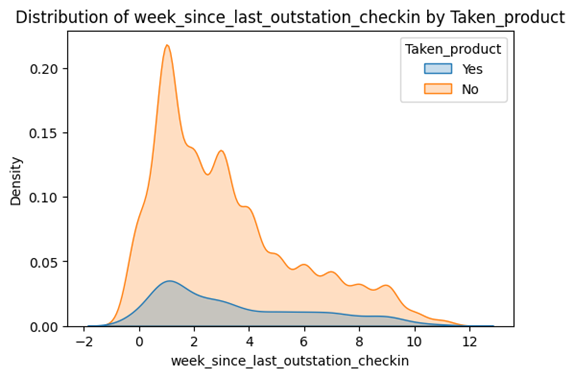 Distribution of week_since_last_outstation_checkin by Taken_product
Taken_product
Yes
No
0.20
0.15
0.10
0.05
0.00
Density
−2
0
2
4
6
8
10
12
week_since_last_outstation_checkin